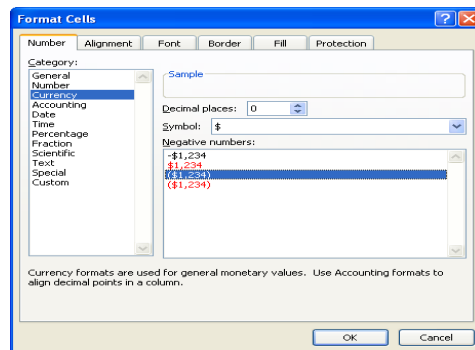 Format Cells
Number Alignment Font Border Fill Protection
Category:
General
Number
Currency
Accounting
Date
Time
Percentage
Fraction
Scientific
Text
Special
Custom
Sample
Decimal places: 0
Symbol: $
Negative numbers:
-$1,234
$1,234
($1,234)
($1,234)
Currency formats are used for general monetary values.  Use Accounting formats to
align decimal points in a column.
OK Cancel